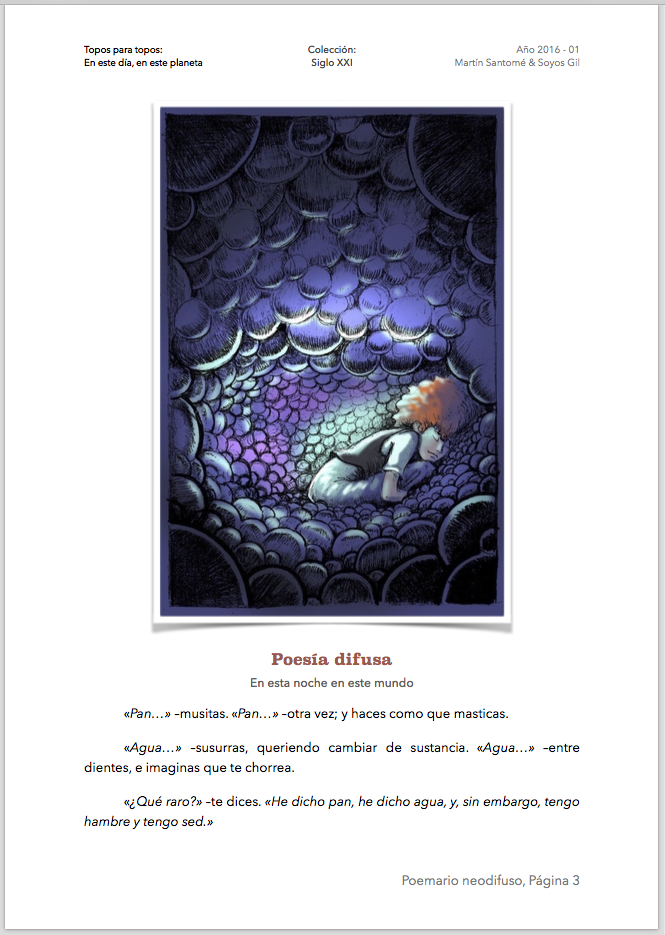 Topos para topos:
En este día, en este planeta
Colección:
Siglo XXI
Año 2016 - 01
Martín Santomé & Soyos Gil
Poesía difusa
En esta noche en este mundo
«Pan…» –musitas. «Pan…» –otra vez; y haces como que masticas.
«Agua…» –susurras, queriendo cambiar de sustancia. «Agua…» –entre
dientes, e imaginas que te chorrea.
«¿Qué raro?» –te dices. «He dicho pan, he dicho agua, y, sin embargo, tengo
hambre y tengo sed.»
Poemario neodifuso, Página 3